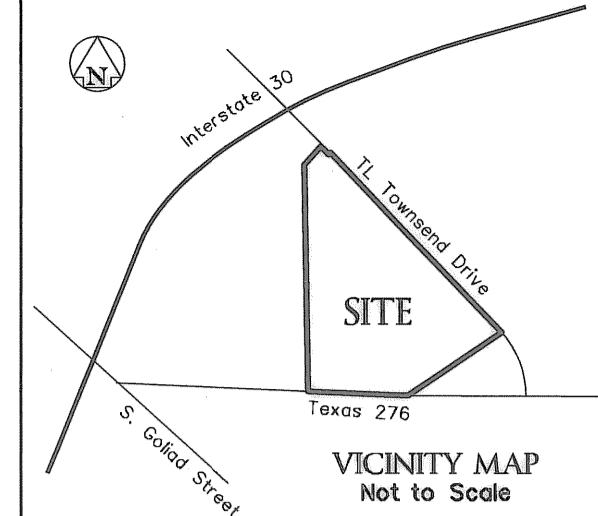 N
Interstate 30
TL Townsend Drive
SITE
Texas 276
S. Goliad Street
VICINITY MAP
Not to Scale